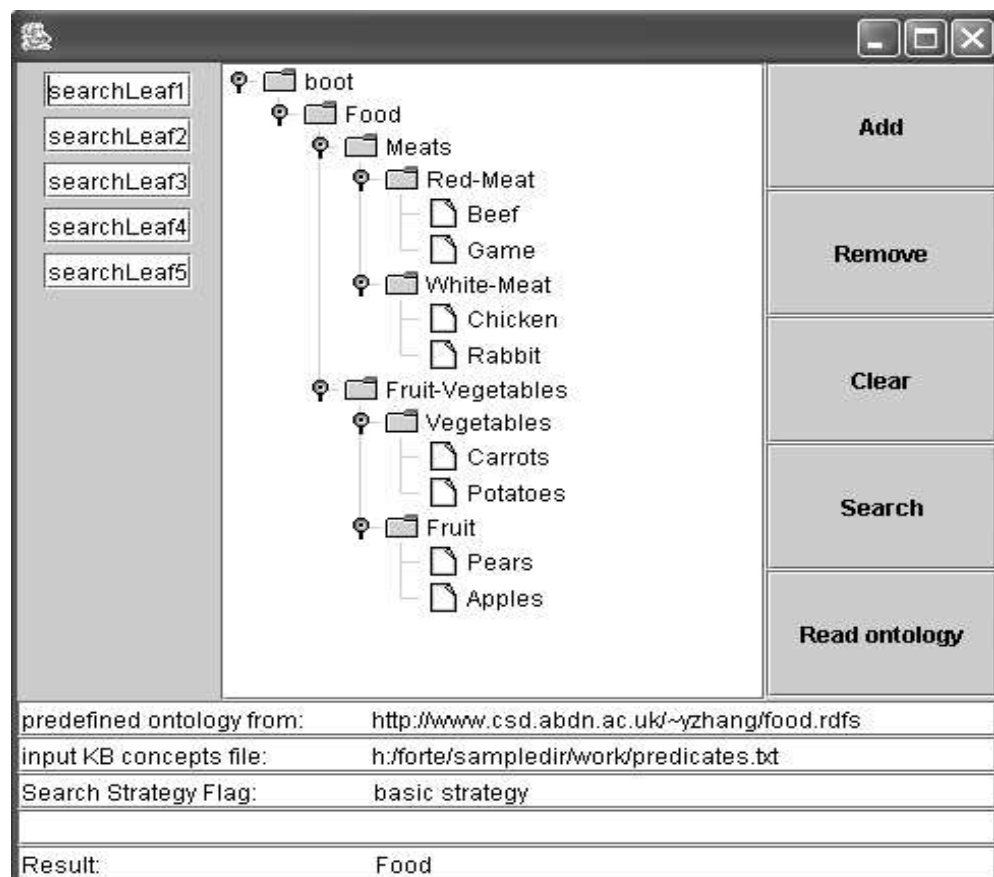 searchLeaf1
searchLeaf2
searchLeaf3
searchLeaf4
searchLeaf5
boot
Food
Meats
Red-Meat
Beef
Game
White-Meat
Chicken
Rabbit
Fruit-Vegetables
Vegetables
Carrots
Potatoes
Fruit
Pears
Apples
Add
Remove
Clear
Search
Read ontology
predefined ontology from: http://www.csd.abdn.ac.uk/~yzhang/food.rdfs
input KB concepts file: h:/forte/sampledir/work/predicates.txt
Search Strategy Flag: basic strategy
Result: Food